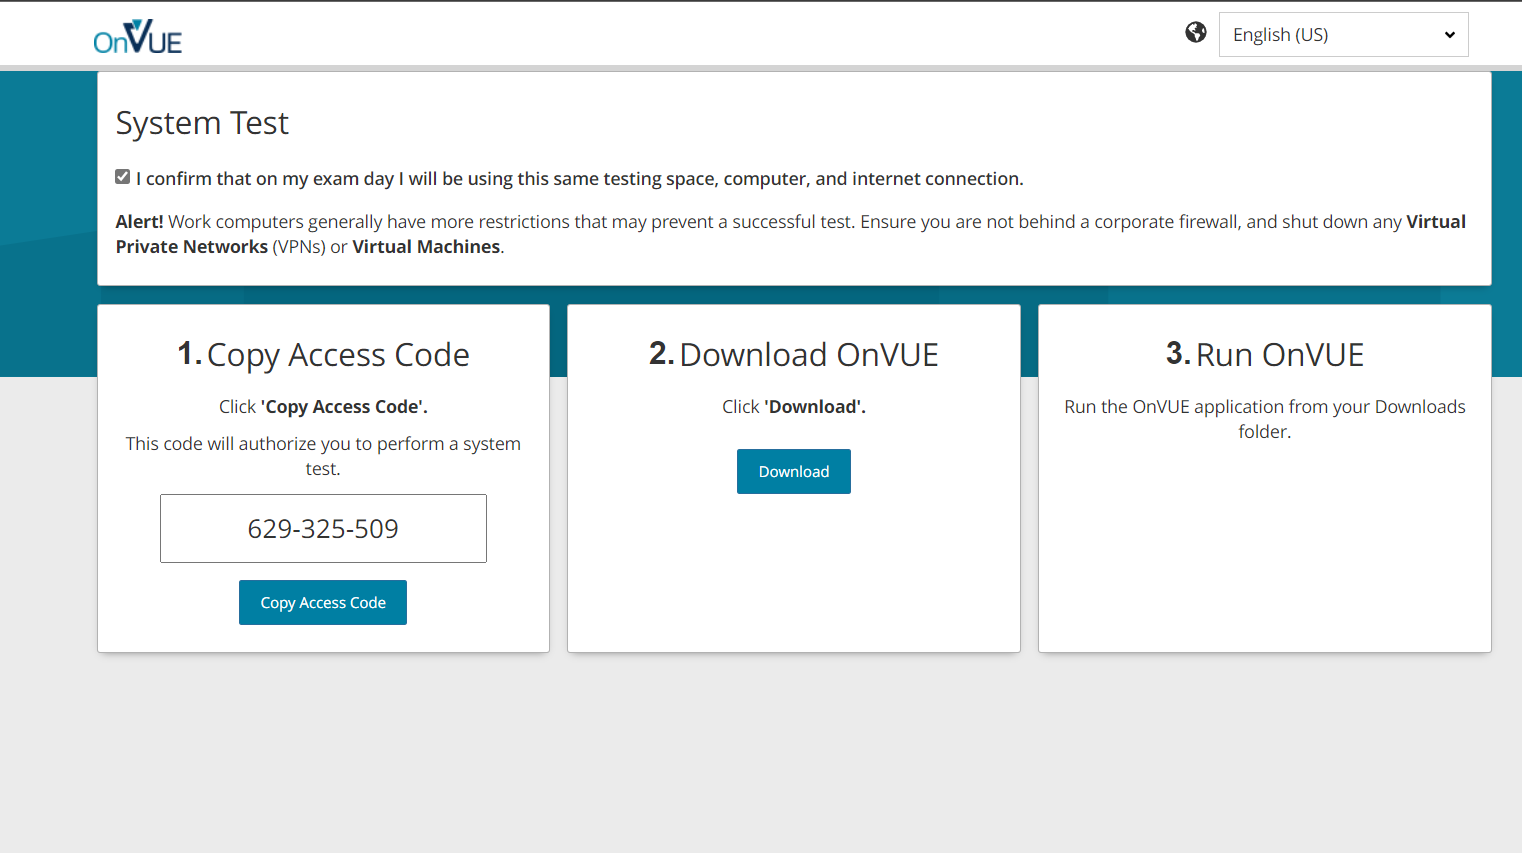 OnVUE
English (US)
System Test
I confirm that on my exam day I will be using this same testing space, computer, and internet connection.
Alert! Work computers generally have more restrictions that may prevent a successful test. Ensure you are not behind a corporate firewall, and shut down any Virtual
Private Networks (VPNs) or Virtual Machines.
1. Copy Access Code
Click 'Copy Access Code'.
This code will authorize you to perform a system
test.
629-325-509
Copy Access Code
2. Download OnVUE
Click 'Download'.
Download
3. Run OnVUE
Run the OnVUE application from your Downloads
folder.